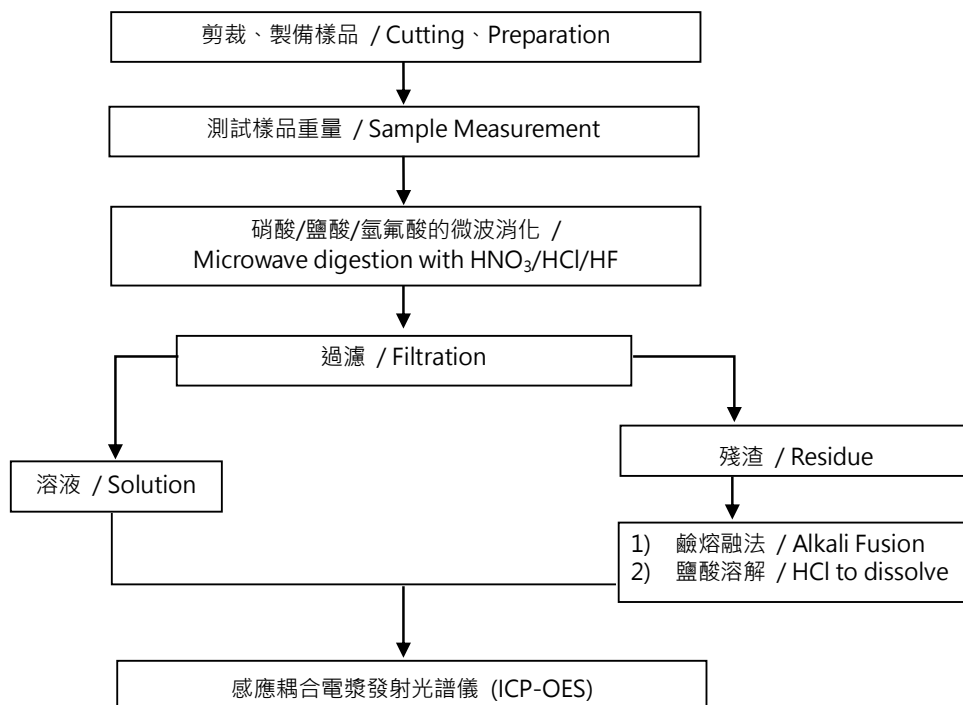 剪裁、製備樣品 / Cutting、Preparation
測試樣品重量 / Sample Measurement
硝酸/鹽酸/氫氟酸的微波消化 /
Microwave digestion with HNO₃/HCl/HF
過濾 / Filtration
溶液 / Solution
殘渣 / Residue
1) 鹼熔融法 / Alkali Fusion
2) 鹽酸溶解 / HCl to dissolve
感應耦合電漿發射光譜儀 (ICP-OES)